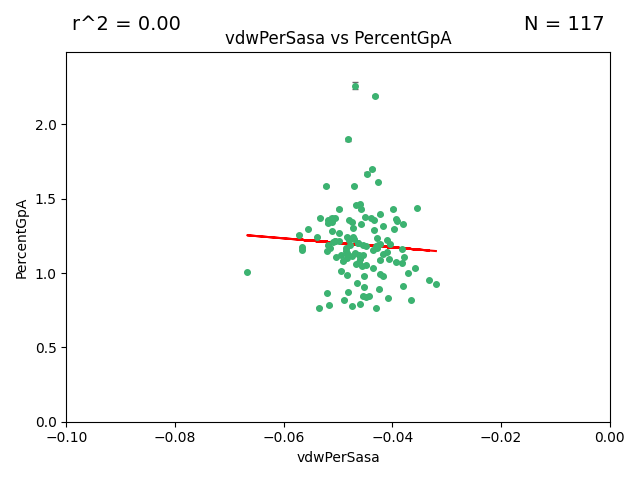 r^2 = 0.00
N = 117
vdwPerSasa vs PercentGpA
PercentGpA
2.0
1.5
1.0
0.5
0.0
−0.10
−0.08
−0.06
−0.04
−0.02
0.00
vdwPerSasa